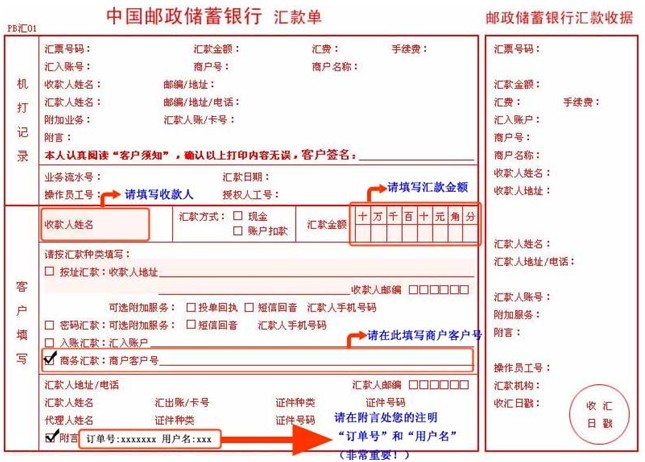 中国邮政储蓄银行 汇款单
PB汇01
机打记录
汇票号码： 汇款金额： 汇费： 手续费：
汇入账号： 商户号： 商户名称：
收款人姓名： 邮编/地址：
汇款人姓名： 邮编/地址/电话：
附加业务： 汇款人账/卡号：
附言：
本人认真阅读“客户须知”，确认以上打印内容无误，客户签名：
业务流水号： 汇款日期：
操作员工号： 授权人工号：
请填写收款人
请填写汇款金额
客户填写
收款人姓名 汇款方式： 现金 汇款金额 十 万 千 百 十 元 角 分
账户扣款
请按汇款种类填写：
按址汇款：收款人地址
收款人邮编
可选附加服务： 投单回执 短信回音 汇款人手机号码
密码汇款：可选附加服务： 短信回音 汇款人手机号码
请在此填写商户客户号
入账汇款：汇入账户
商务汇款：商户客户号
汇款人地址/电话 汇款人邮编
汇款人姓名 汇出账/卡号 证件种类 证件号码
代理人姓名 证件种类 证件号码
附言 订单号:xxxxxxx 用户名:xxx
请在附言处您的注明
“订单号”和“用户名”
（非常重要！）
邮政储蓄银行汇款收据
汇票号码：
汇款金额：
汇费： 手续费：
汇入账户：
商户号：
商户名称：
收款人姓名：
收款人地址：
汇款人姓名：
汇款人地址/电话：
汇款人账号：
附加服务：
附言：
操作员工号：
汇款机构：
收汇日戳：
收 汇
日 戳